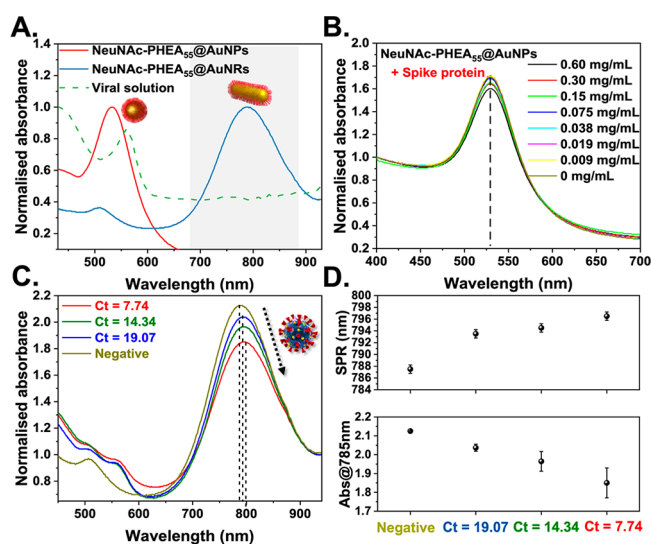 A.
NeuNAc-PHEA₅₅@AuNPs
NeuNAc-PHEA₅₅@AuNRs
Viral solution
Normalised absorbance
1.4
1.2
1.0
0.8
0.6
0.4
0.2
500 600 700 800 900
Wavelength (nm)
B.
NeuNAc-PHEA₅₅@AuNPs
+ Spike protein
0.60 mg/mL
0.30 mg/mL
0.15 mg/mL
0.075 mg/mL
0.038 mg/mL
0.019 mg/mL
0.009 mg/mL
0 mg/mL
Normalised absorbance
2.0
1.8
1.6
1.4
1.2
1.0
0.8
0.6
0.4
0.2
400 450 500 550 600 650 700
Wavelength (nm)
C.
Ct = 7.74
Ct = 14.34
Ct = 19.07
Negative
Normalised absorbance
2.2
2.0
1.8
1.6
1.4
1.2
1.0
0.8
500 600 700 800 900
Wavelength (nm)
D.
SPR (nm)
800
798
796
794
792
790
788
786
784
Abs@785nm
2.2
2.1
2.0
1.9
1.8
1.7
Negative Ct = 19.07 Ct = 14.34 Ct = 7.74